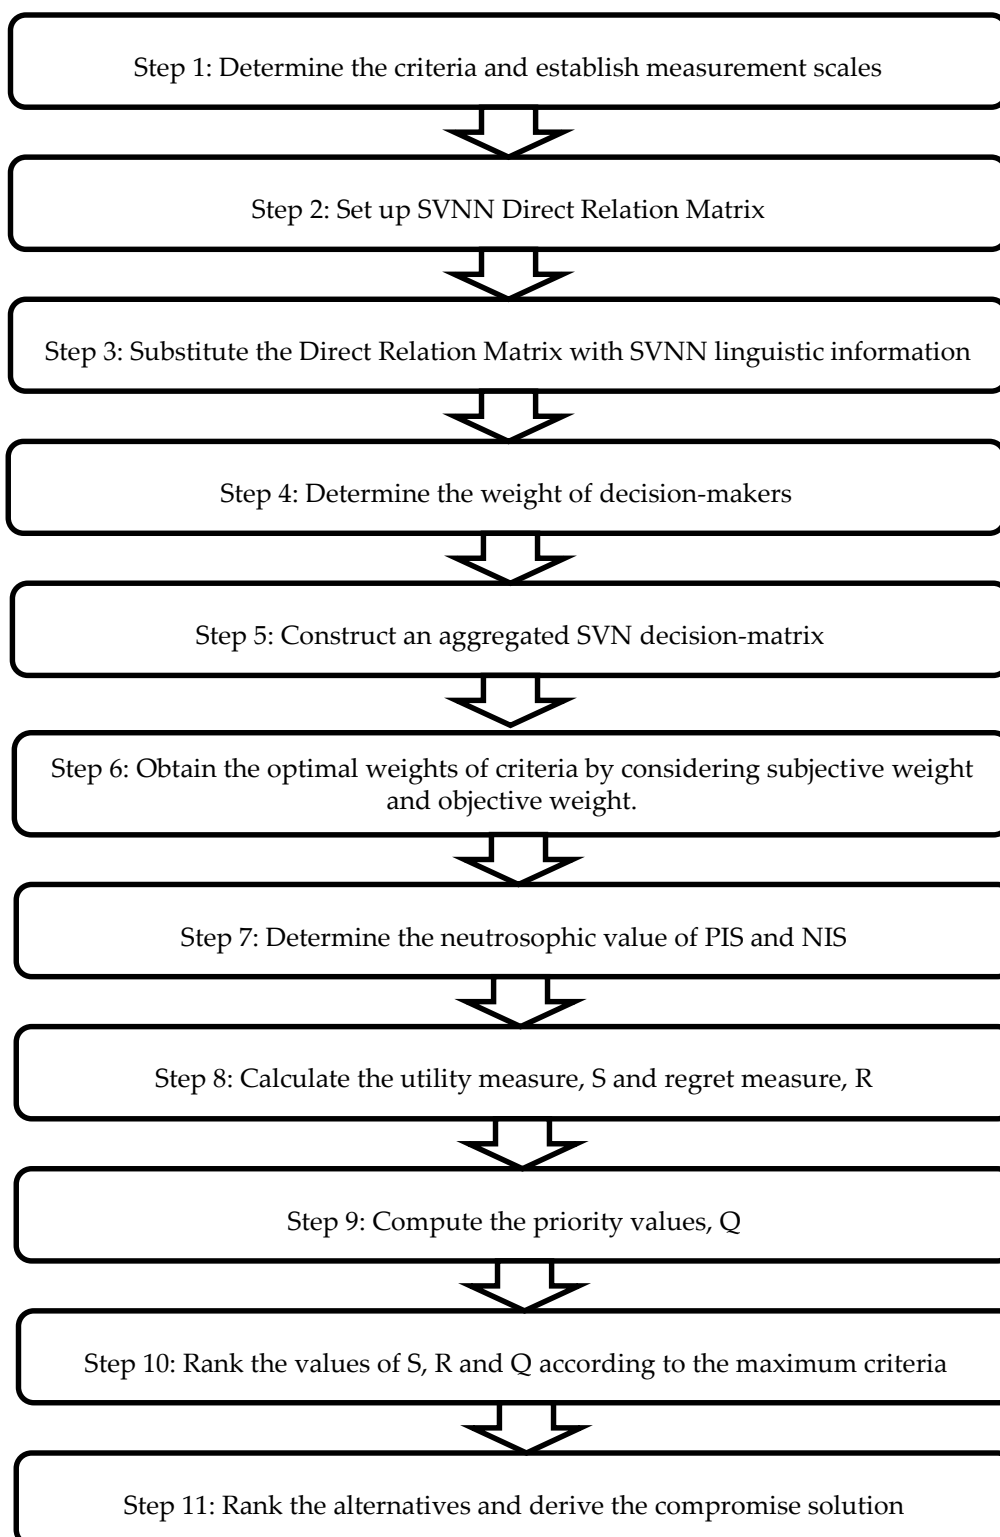 Step 1: Determine the criteria and establish measurement scales
Step 2: Set up SVNN Direct Relation Matrix
Step 3: Substitute the Direct Relation Matrix with SVNN linguistic information
Step 4: Determine the weight of decision-makers
Step 5: Construct an aggregated SVN decision-matrix
Step 6: Obtain the optimal weights of criteria by considering subjective weight
and objective weight.
Step 7: Determine the neutrosophic value of PIS and NIS
Step 8: Calculate the utility measure, S and regret measure, R
Step 9: Compute the priority values, Q
Step 10: Rank the values of S, R and Q according to the maximum criteria
Step 11: Rank the alternatives and derive the compromise solution